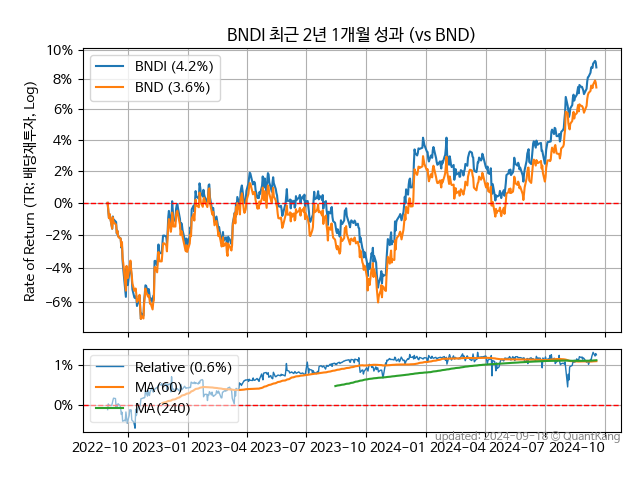 BNDI 최근 2년 1개월 성과 (vs BND)
Rate of Return (TR: 배당재투자, Log)
10%
8%
6%
4%
2%
0%
−2%
−4%
−6%
BNDI (4.2%)
BND (3.6%)
1%
0%
Relative (0.6%)
MA(60)
MA(240)
updated: 2024-09-18 © QuantKang
2022-10 2023-01 2023-04 2023-07 2023-10 2024-01 2024-04 2024-07 2024-10